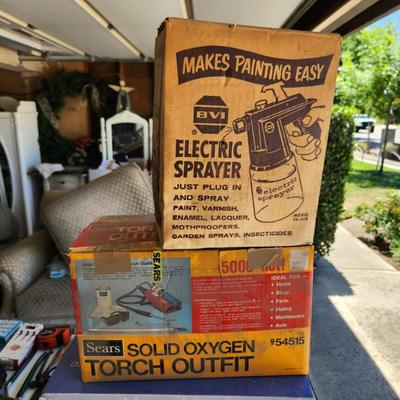 MAKES PAINTING EASY
BVI
ELECTRIC
SPRAYER
JUST PLUG IN
AND SPRAY
PAINT, VARNISH,
ENAMEL, LACQUER,
MOTHPROOFERS,
GARDEN SPRAYS, INSECTICIDES
electric
sprayer
MODEL
SEARS
5000
IDEAL FOR
Home
Shop
Farm
Hobby
Maintenance
Auto
Sears SOLID OXYGEN 954515
TORCH OUTFIT